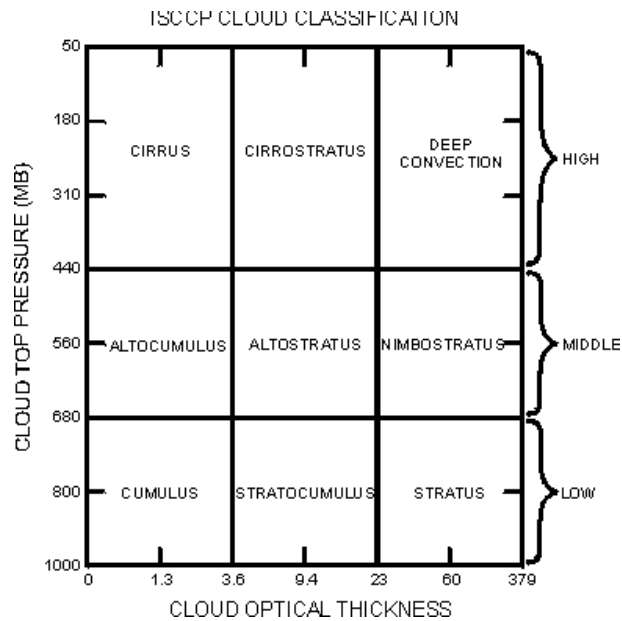 ISCCP CLOUD CLASSIFICATION
50
180
310
440
560
680
800
1000
CLOUD TOP PRESSURE (MB)
CIRRUS
CIRROSTRATUS
DEEP
CONVECTION
HIGH
ALTOCUMULUS
ALTOSTRATUS
NIMBOSTRATUS
MIDDLE
CUMULUS
STRATOCUMULUS
STRATUS
LOW
0 1.3 3.6 9.4 23 60 379
CLOUD OPTICAL THICKNESS